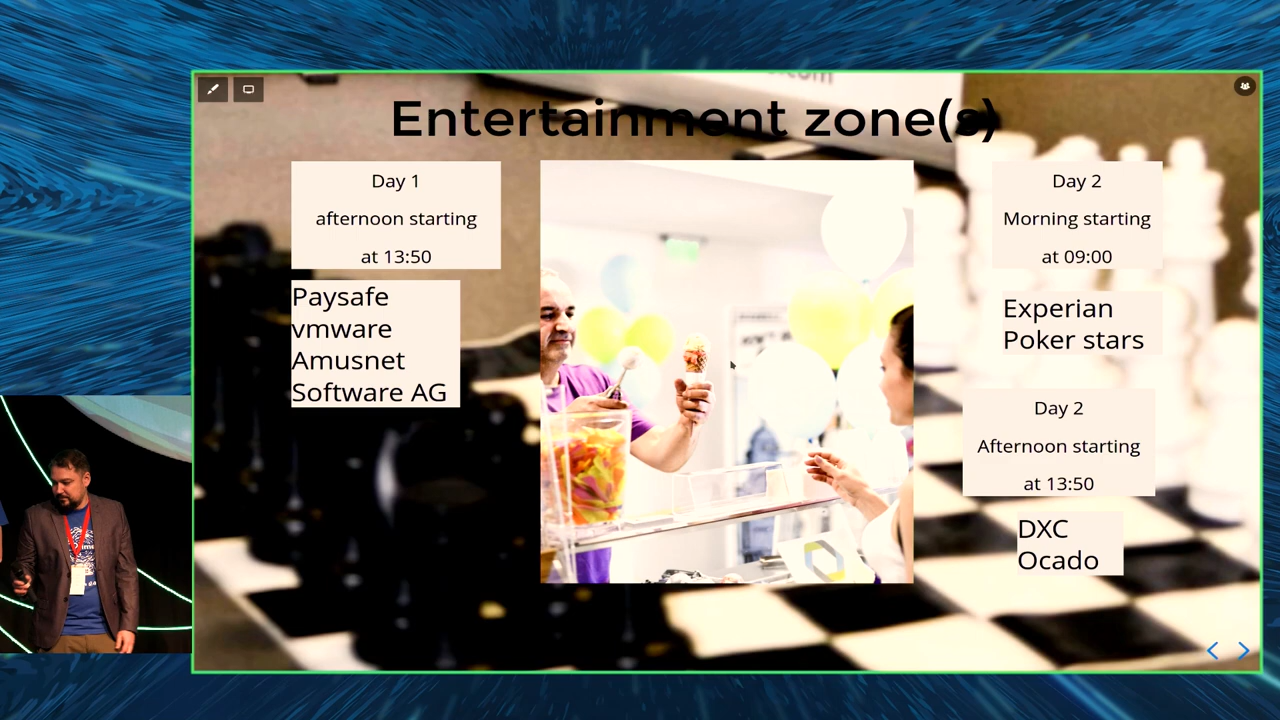 Entertainment zone(s)
Day 1
afternoon starting
at 13:50
Paysafe
vmware
Amusnet
Software AG
Day 2
Morning starting
at 09:00
Experian
Poker stars
Day 2
Afternoon starting
at 13:50
DXC
Ocado